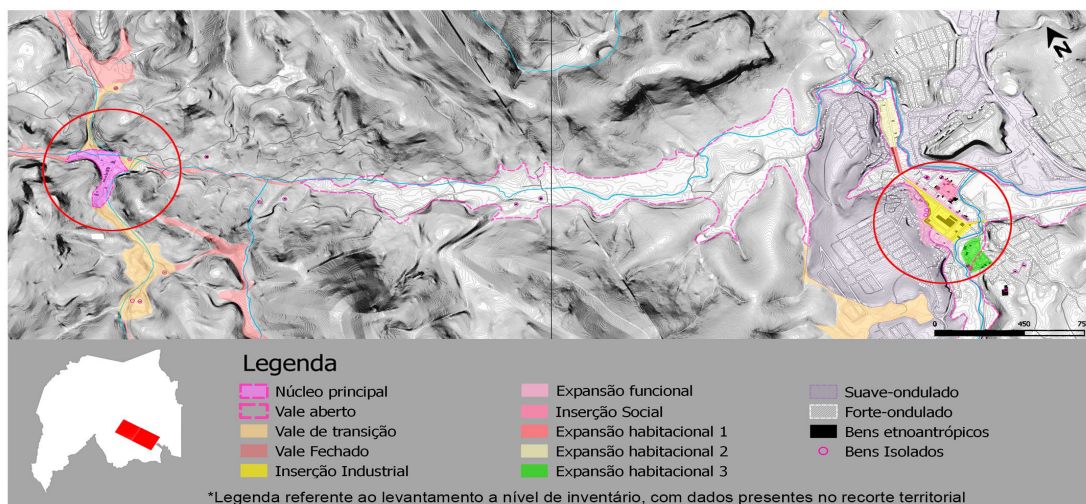 N
0 450 75
Legenda
Núcleo principal
Vale aberto
Vale de transição
Vale Fechado
Inserção Industrial
Expansão funcional
Inserção Social
Expansão habitacional 1
Expansão habitacional 2
Expansão habitacional 3
Suave-ondulado
Forte-ondulado
Bens etnoantrópicos
Bens Isolados
*Legenda referente ao levantamento a nível de inventário, com dados presentes no recorte territorial